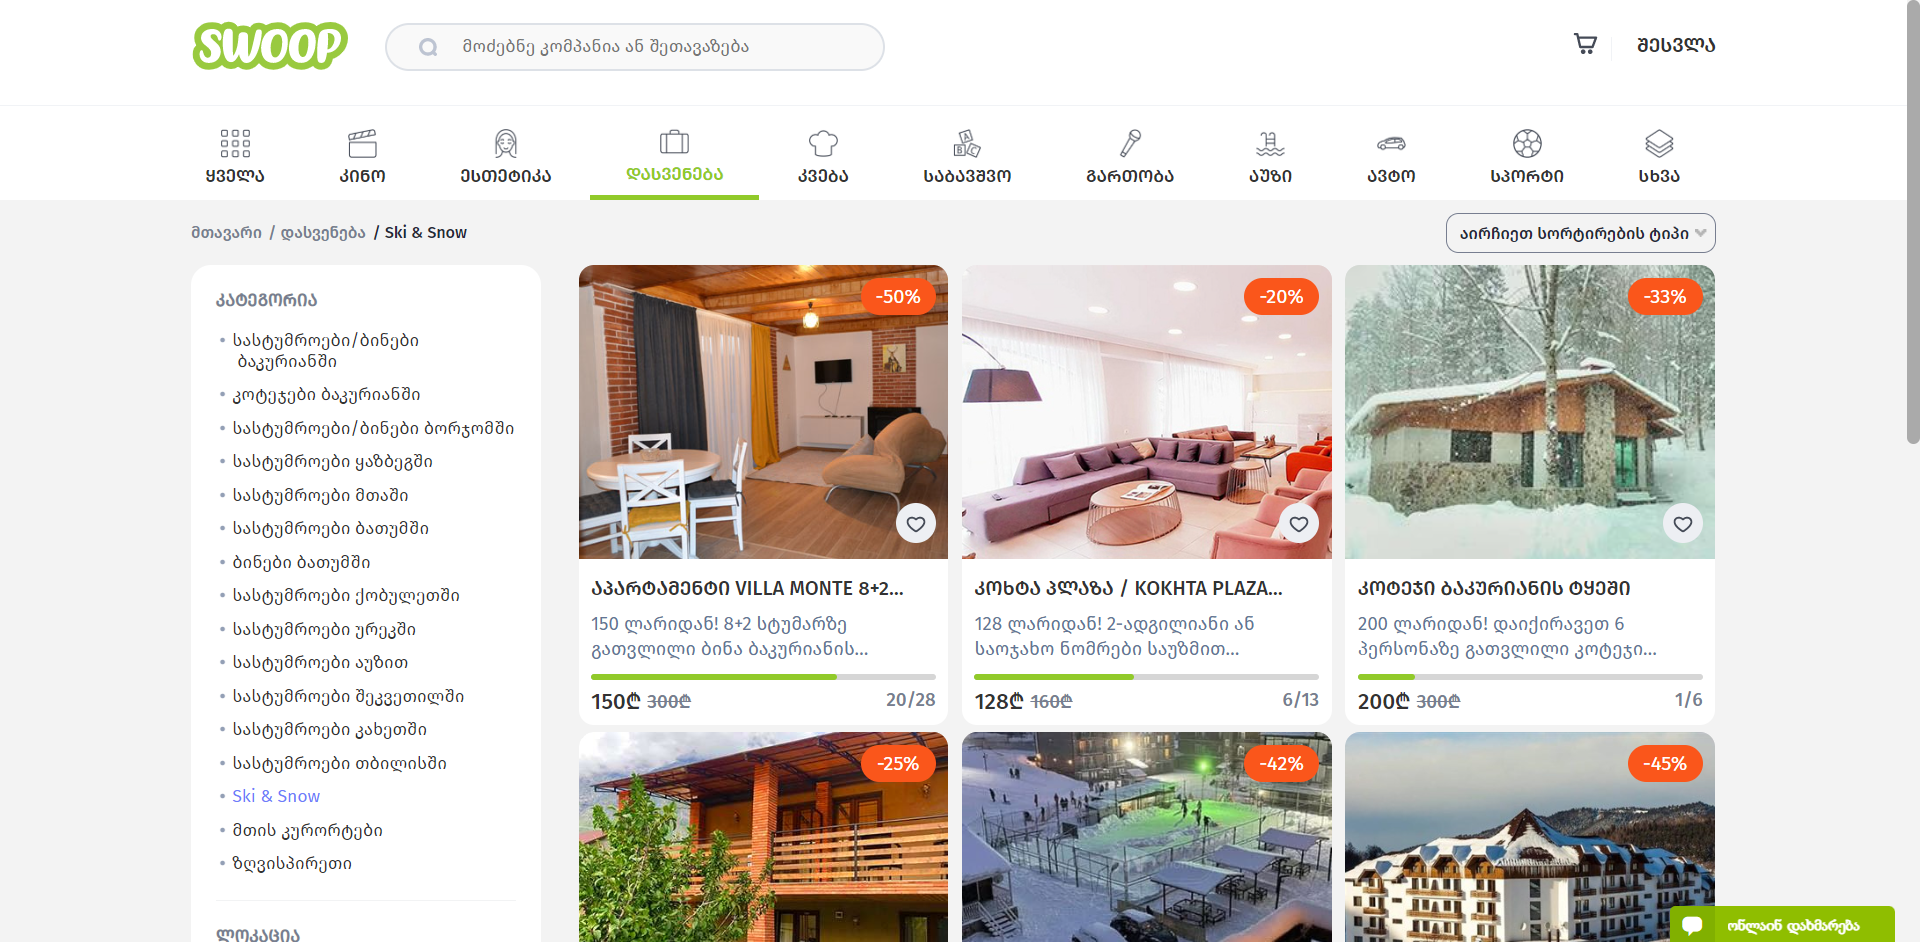 SWOOP
მოძებნე კომპანია ან შეთავაზება
შესვლა
ყველა
კინო
ესთეტიკა
დასვენება
კვება
საბავშვო
გართობა
აუზი
ავტო
სპორტი
სხვა
მთავარი / დასვენება / Ski & Snow
აირჩიეთ სორტირების ტიპი
კატეგორია
• სასტუმროები/ბინები
ბაკურიანში
• კოტეჯები ბაკურიანში
• სასტუმროები/ბინები ბორჯომში
• სასტუმროები ყაზბეგში
• სასტუმროები მთაში
• სასტუმროები ბათუმში
• ბინები ბათუმში
• სასტუმროები ქობულეთში
• სასტუმროები ურეკში
• სასტუმროები აუზით
• სასტუმროები შეკვეთილში
• სასტუმროები კახეთში
• სასტუმროები თბილისში
• Ski & Snow
• მთის კურორტები
• ზღვისპირეთი
ლოკაცია
-50%
აპარტამენტი VILLA MONTE 8+2...
150 ლარიდან! 8+2 სტუმარზე
გათვლილი ბინა ბაკურიანის...
150₾ 300₾ 20/28
-20%
კოხტა პლაზა / KOKHTA PLAZA...
128 ლარიდან! 2-ადგილიანი ან
საოჯახო ნომრები საუზმით...
128₾ 160₾ 6/13
-33%
კოტეჯი ბაკურიანის ტყეში
200 ლარიდან! დაიქირავეთ 6
პერსონაზე გათვლილი კოტეჯი...
200₾ 300₾ 1/6
-25%
-42%
-45%
ონლაინ დახმარება